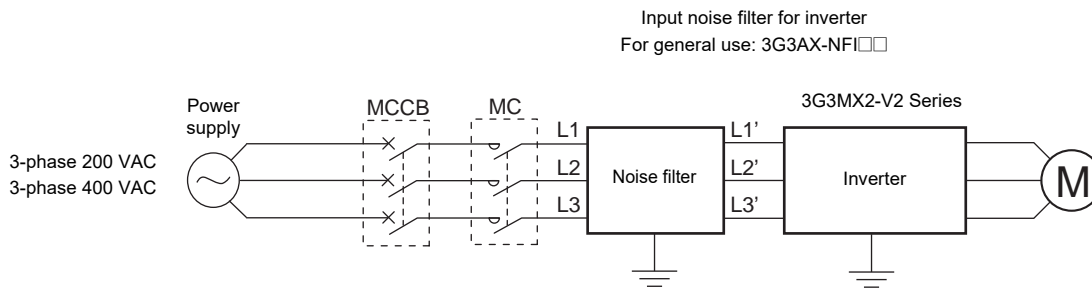 Input noise filter for inverter
For general use: 3G3AX-NFI□□
Power
supply
MCCB
MC
3G3MX2-V2 Series
3-phase 200 VAC
3-phase 400 VAC
L1
L2
L3
Noise filter
L1’
L2’
L3’
Inverter
M